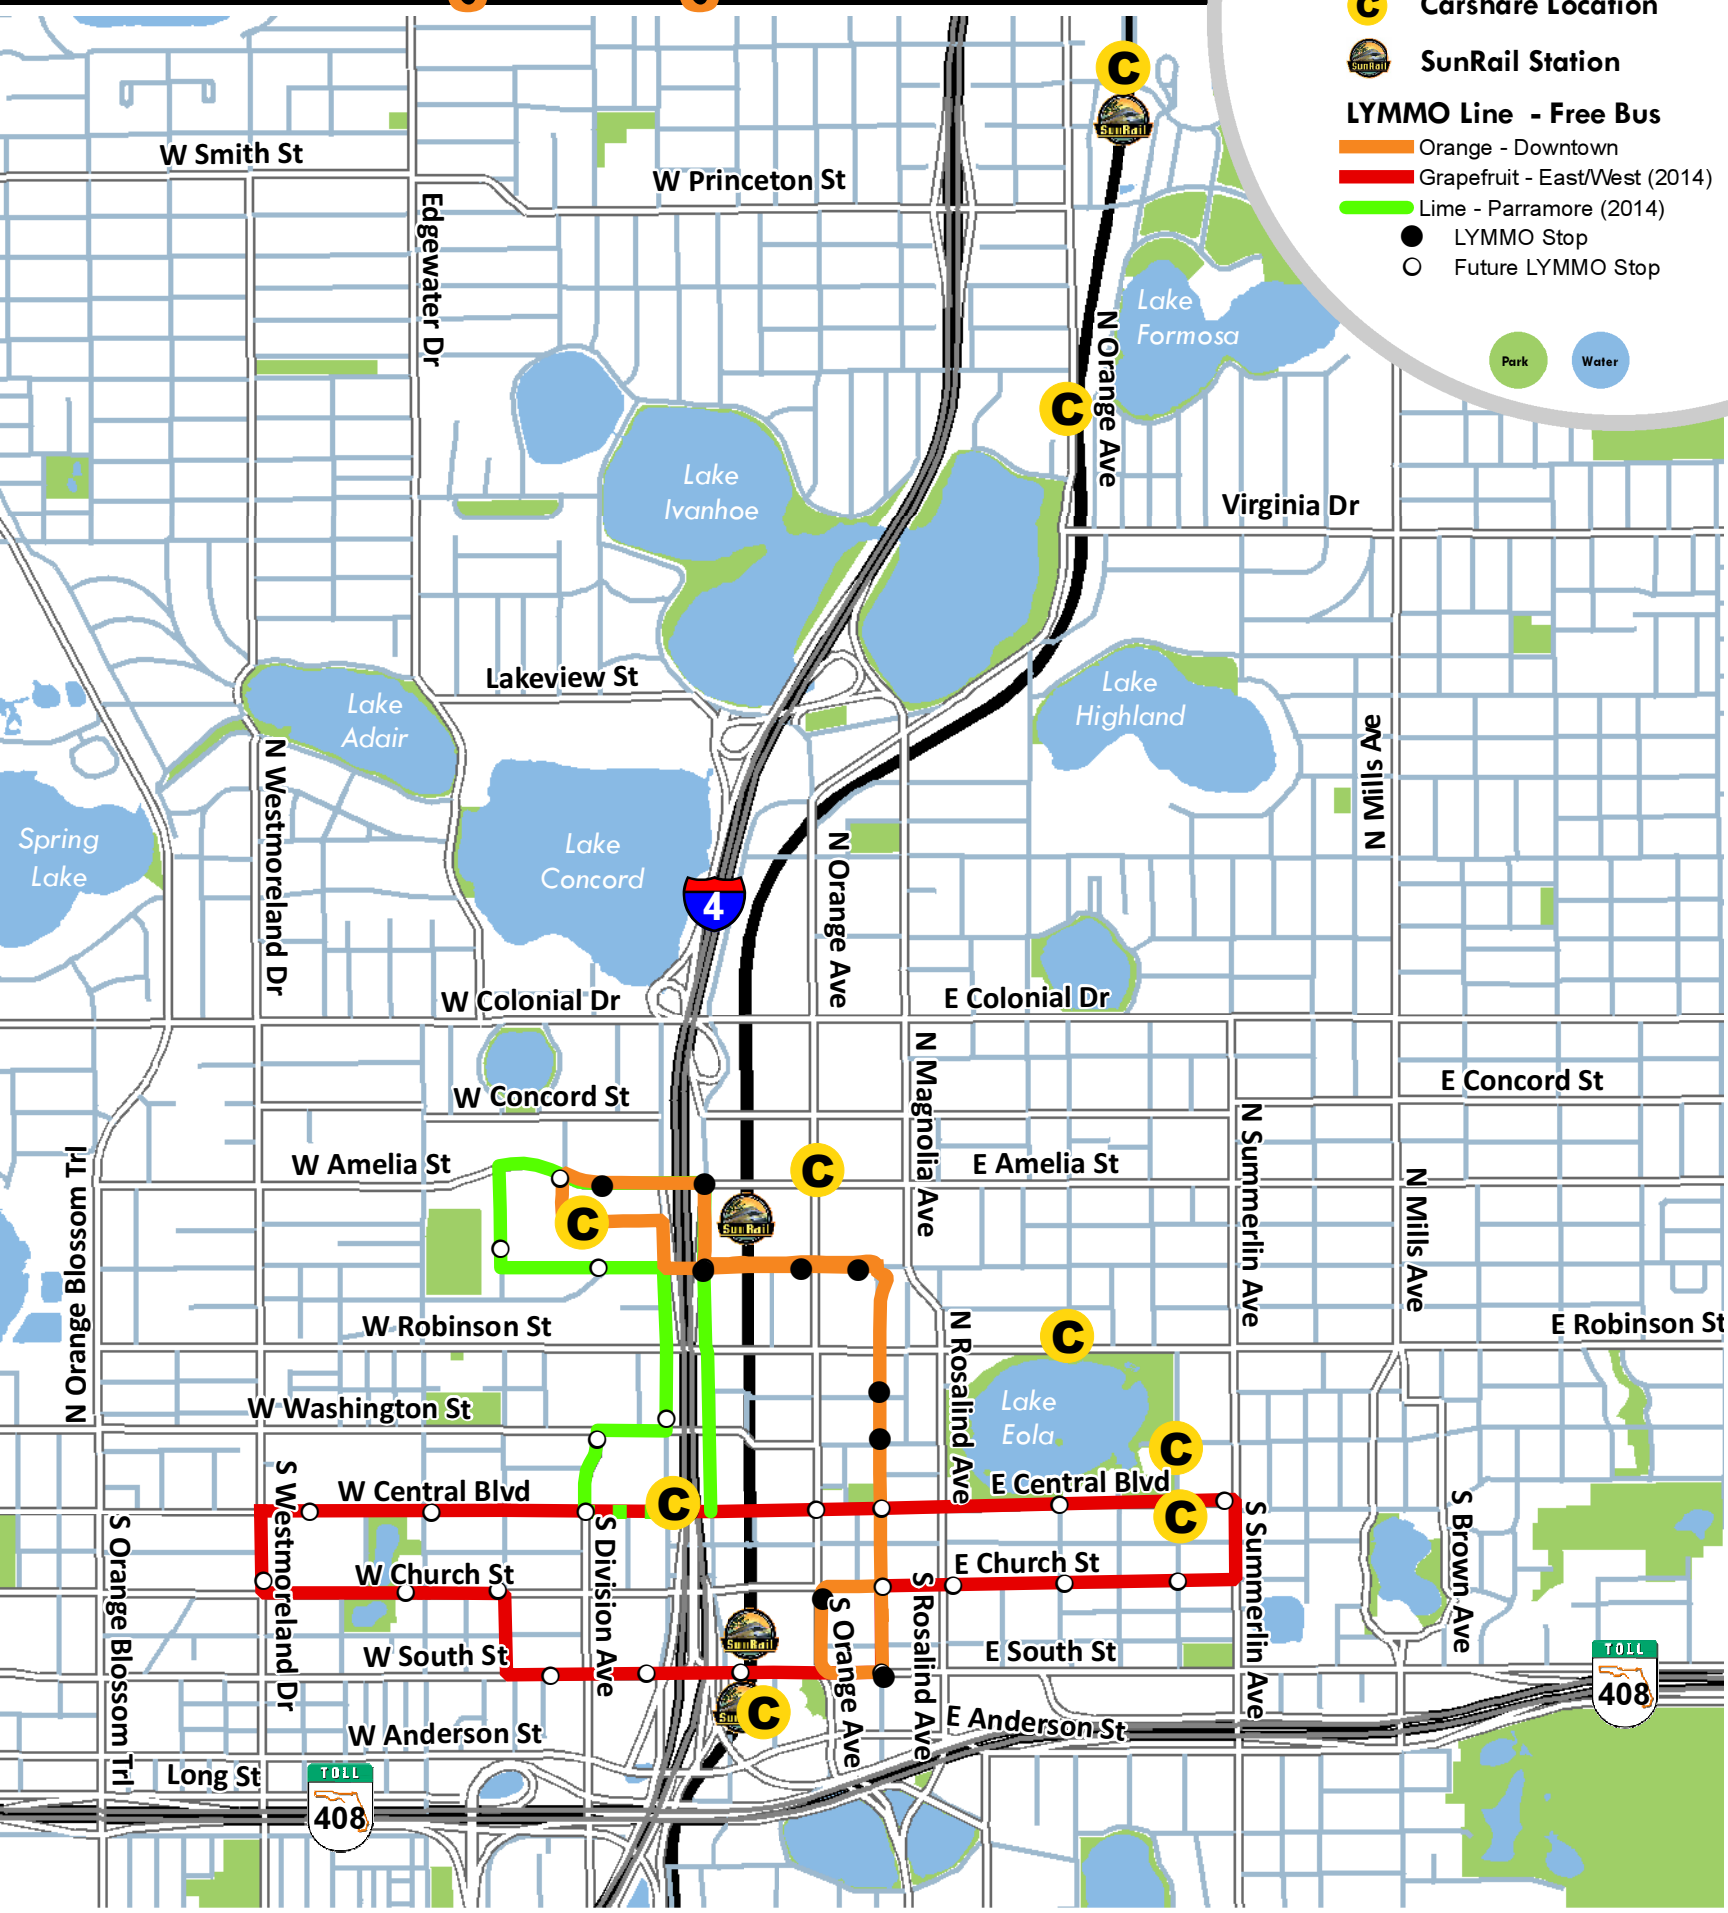 Carshare Location
C
SunRail
SunRail Station
LYMMO Line - Free Bus
Orange - Downtown
Grapefruit - East/West (2014)
Lime - Parramore (2014)
LYMMO Stop
Future LYMMO Stop
Park
Water
C
SunRail
W Smith St
W Princeton St
Edgewater Dr
Lake
Formosa
N Orange Ave
C
Lake
Ivanhoe
Virginia Dr
Lakeview St
Lake
Adair
Lake
Highland
N Mills Ave
N Westmoreland Dr
Spring
Lake
Lake
Concord
N Orange Ave
4
W Colonial Dr
E Colonial Dr
W Concord St
N Magnolia Ave
E Concord St
N Orange Blossom Trl
W Amelia St
C
E Amelia St
N Summerlin Ave
N Mills Ave
C
SunRail
W Robinson St
N Rosalind Ave
C
E Robinson St
W Washington St
Lake
Eola
C
S Westmoreland Dr
W Central Blvd
C
E Central Blvd
C
S Orange Blossom Trl
S Division Ave
S Summerlin Ave
S Brown Ave
W Church St
E Church St
S Orange Ave
S Rosalind Ave
SunRail
W South St
E South St
Sun
C
TOLL
408
W Anderson St
E Anderson St
Long St
TOLL
408